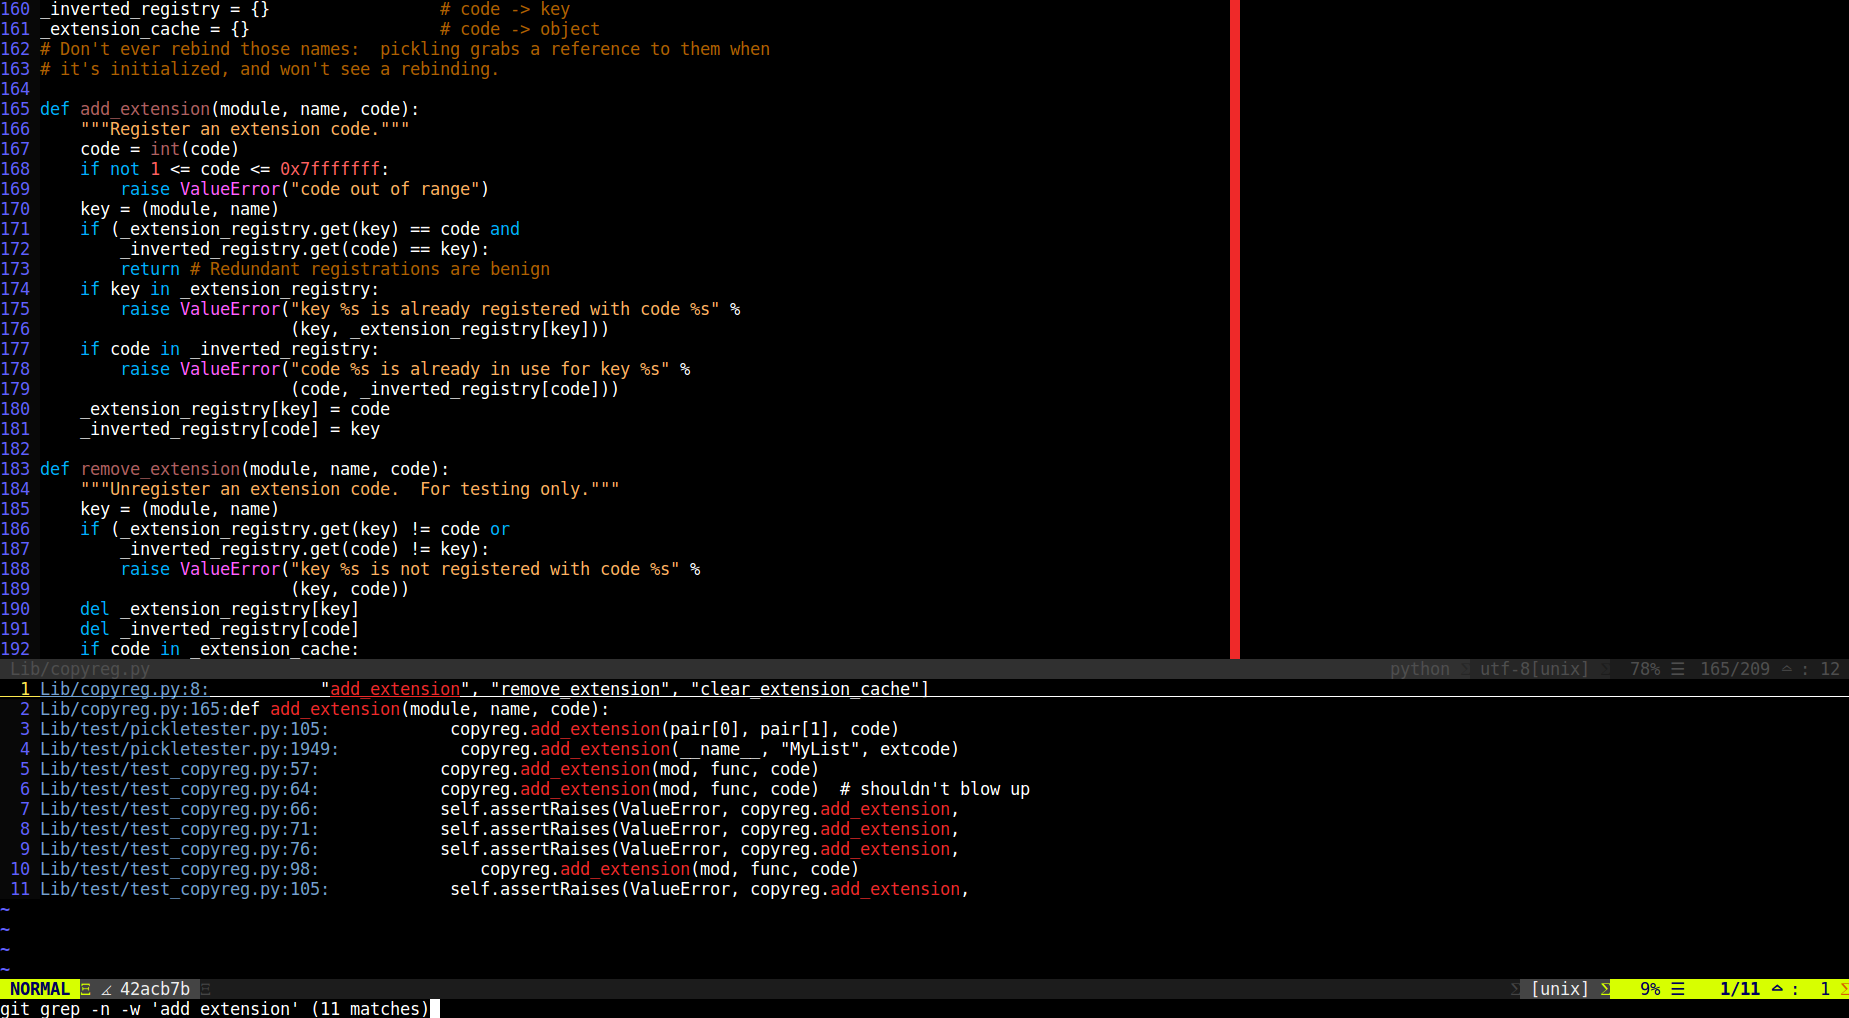 160 _inverted_registry = {}                 # code -> key
161 _extension_cache = {}                   # code -> object
162 # Don't ever rebind those names:  pickling grabs a reference to them when
163 # it's initialized, and won't see a rebinding.
164
165 def add_extension(module, name, code):
166     """Register an extension code."""
167     code = int(code)
168     if not 1 <= code <= 0x7fffffff:
169         raise ValueError("code out of range")
170     key = (module, name)
171     if (_extension_registry.get(key) == code and
172         _inverted_registry.get(code) == key):
173         return # Redundant registrations are benign
174     if key in _extension_registry:
175         raise ValueError("key %s is already registered with code %s" %
176                          (key, _extension_registry[key]))
177     if code in _inverted_registry:
178         raise ValueError("code %s is already in use for key %s" %
179                          (code, _inverted_registry[code]))
180     _extension_registry[key] = code
181     _inverted_registry[code] = key
182
183 def remove_extension(module, name, code):
184     """Unregister an extension code.  For testing only."""
185     key = (module, name)
186     if (_extension_registry.get(key) != code or
187         _inverted_registry.get(code) != key):
188         raise ValueError("key %s is not registered with code %s" %
189                          (key, code))
190     del _extension_registry[key]
191     del _inverted_registry[code]
192     if code in _extension_cache:
Lib/copyreg.py python Ξ utf-8[unix] Ξ 78% ☰ 165/209 ⌓ : 12
1 Lib/copyreg.py:8:           "add_extension", "remove_extension", "clear_extension_cache"]
2 Lib/copyreg.py:165:def add_extension(module, name, code):
3 Lib/test/pickletester.py:105:            copyreg.add_extension(pair[0], pair[1], code)
4 Lib/test/pickletester.py:1949:            copyreg.add_extension(__name__, "MyList", extcode)
5 Lib/test/test_copyreg.py:57:            copyreg.add_extension(mod, func, code)
6 Lib/test/test_copyreg.py:64:            copyreg.add_extension(mod, func, code)  # shouldn't blow up
7 Lib/test/test_copyreg.py:66:            self.assertRaises(ValueError, copyreg.add_extension,
8 Lib/test/test_copyreg.py:71:            self.assertRaises(ValueError, copyreg.add_extension,
9 Lib/test/test_copyreg.py:76:            self.assertRaises(ValueError, copyreg.add_extension,
10 Lib/test/test_copyreg.py:98:                copyreg.add_extension(mod, func, code)
11 Lib/test/test_copyreg.py:105:            self.assertRaises(ValueError, copyreg.add_extension,
~
~
~
~
NORMAL Ξ ∡ 42acb7b Ξ Σ [unix] Σ 9% ☰ 1/11 ⌓ : 1 Σ
git grep -n -w 'add_extension' (11 matches)